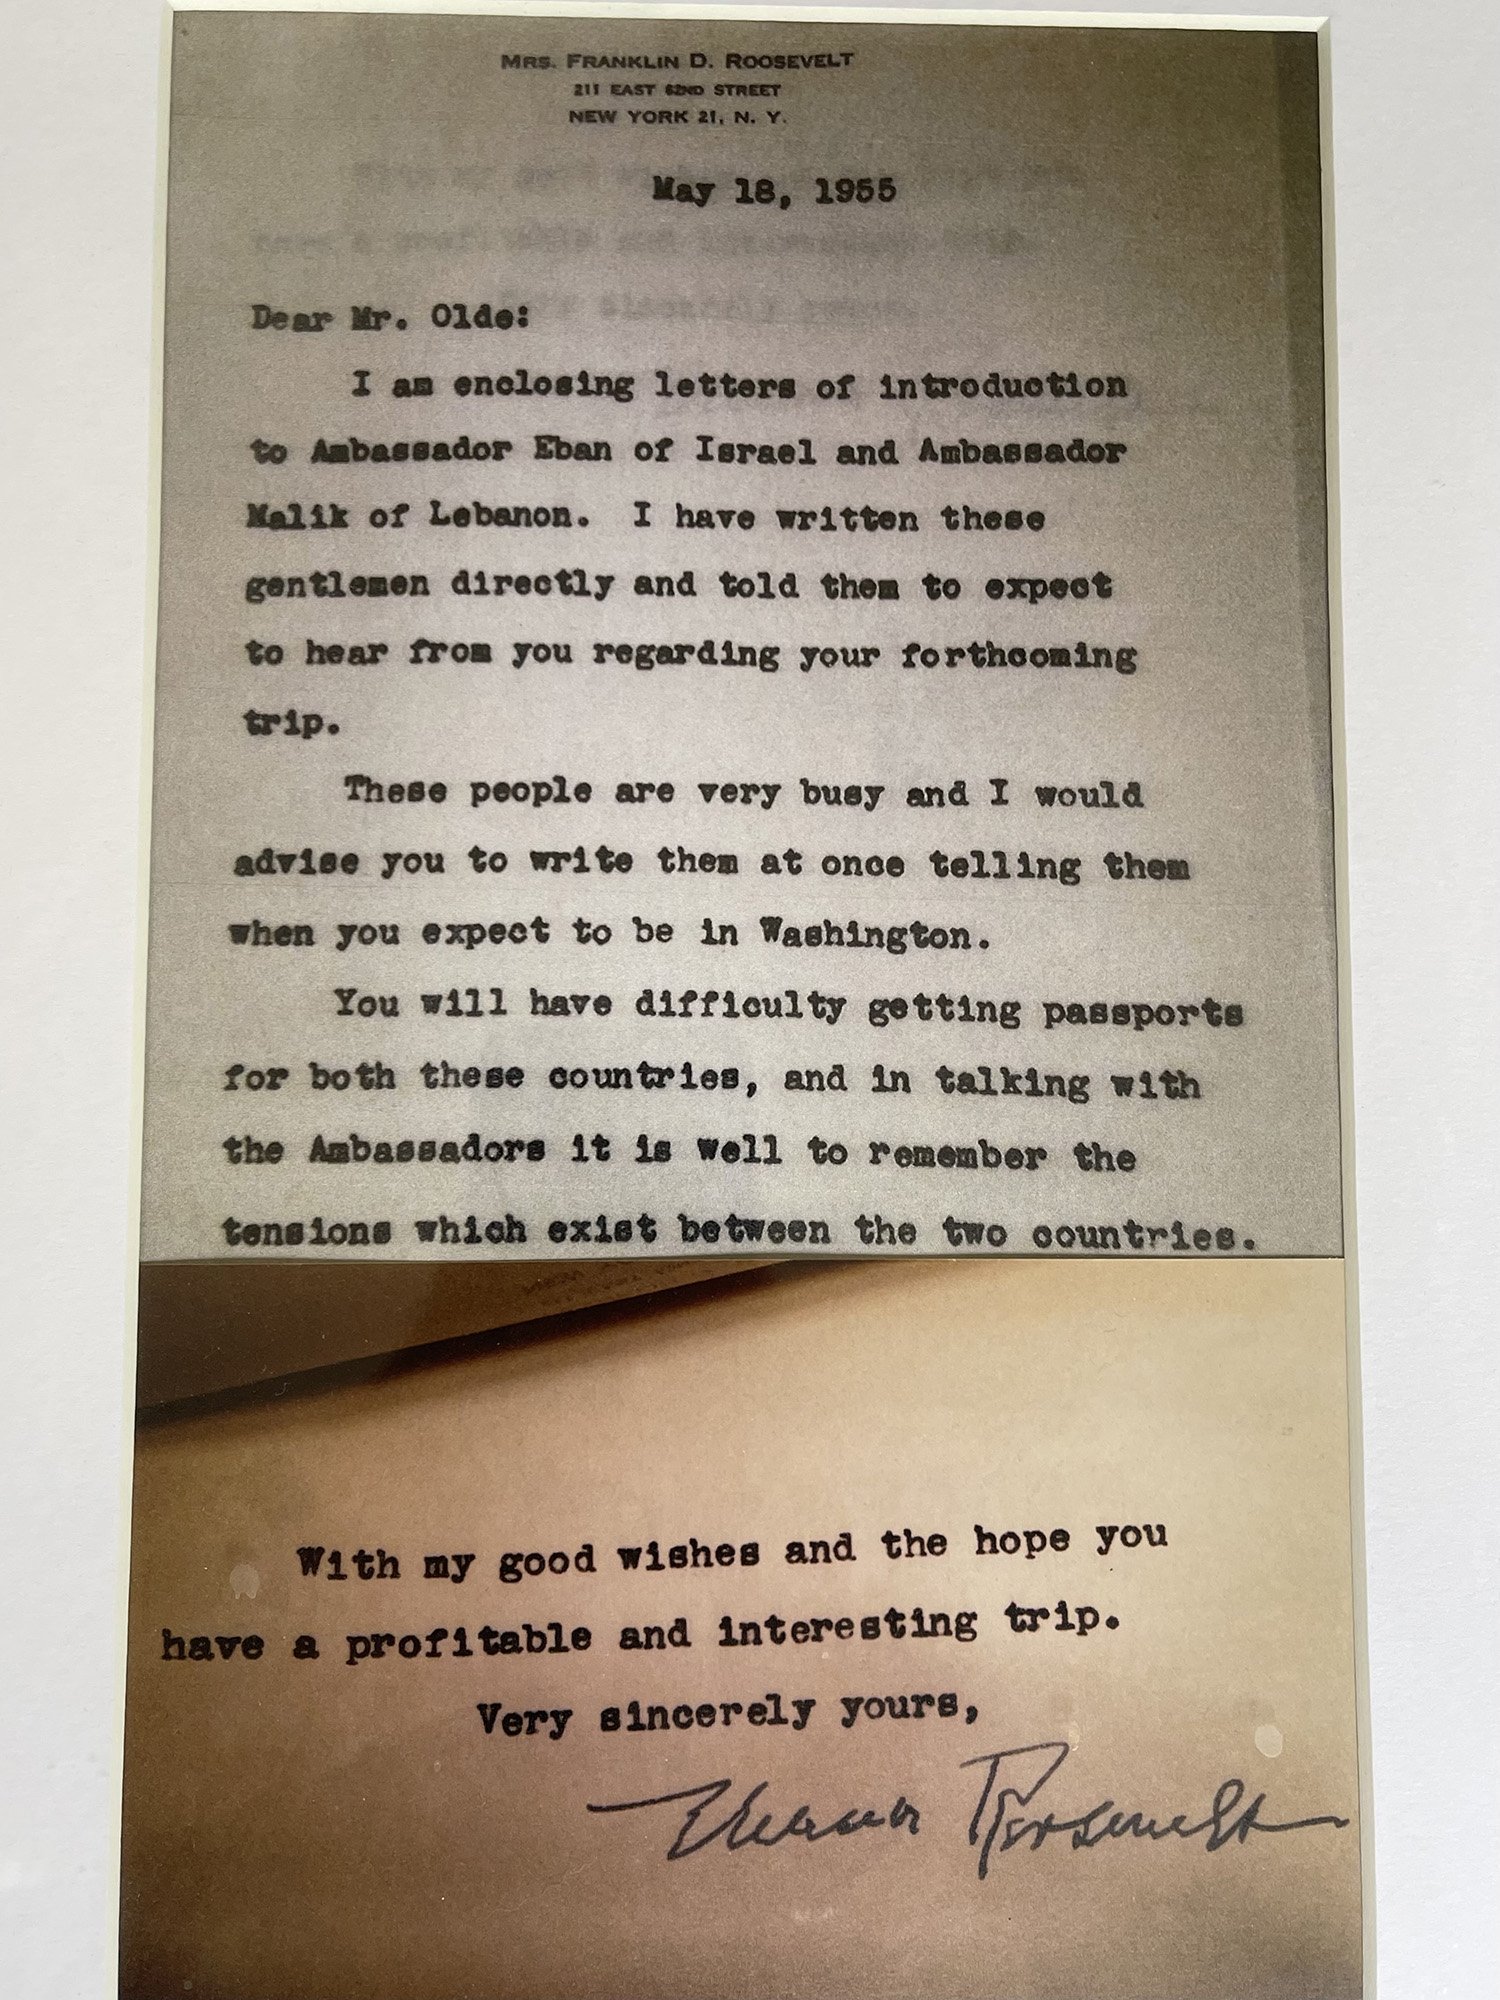 MRS. FRANKLIN D. ROOSEVELT
211 EAST 62ND STREET
NEW YORK 21, N. Y.
May 18, 1955
Dear Mr. Olde:
I am enclosing letters of introduction
to Ambassador Eban of Israel and Ambassador
Malik of Lebanon. I have written these
gentlemen directly and told them to expect
to hear from you regarding your forthcoming
trip.
These people are very busy and I would
advise you to write them at once telling them
when you expect to be in Washington.
You will have difficulty getting passports
for both these countries, and in talking with
the Ambassadors it is well to remember the
tensions which exist between the two countries.
With my good wishes and the hope you
have a profitable and interesting trip.
Very sincerely yours,
Eleanor Roosevelt